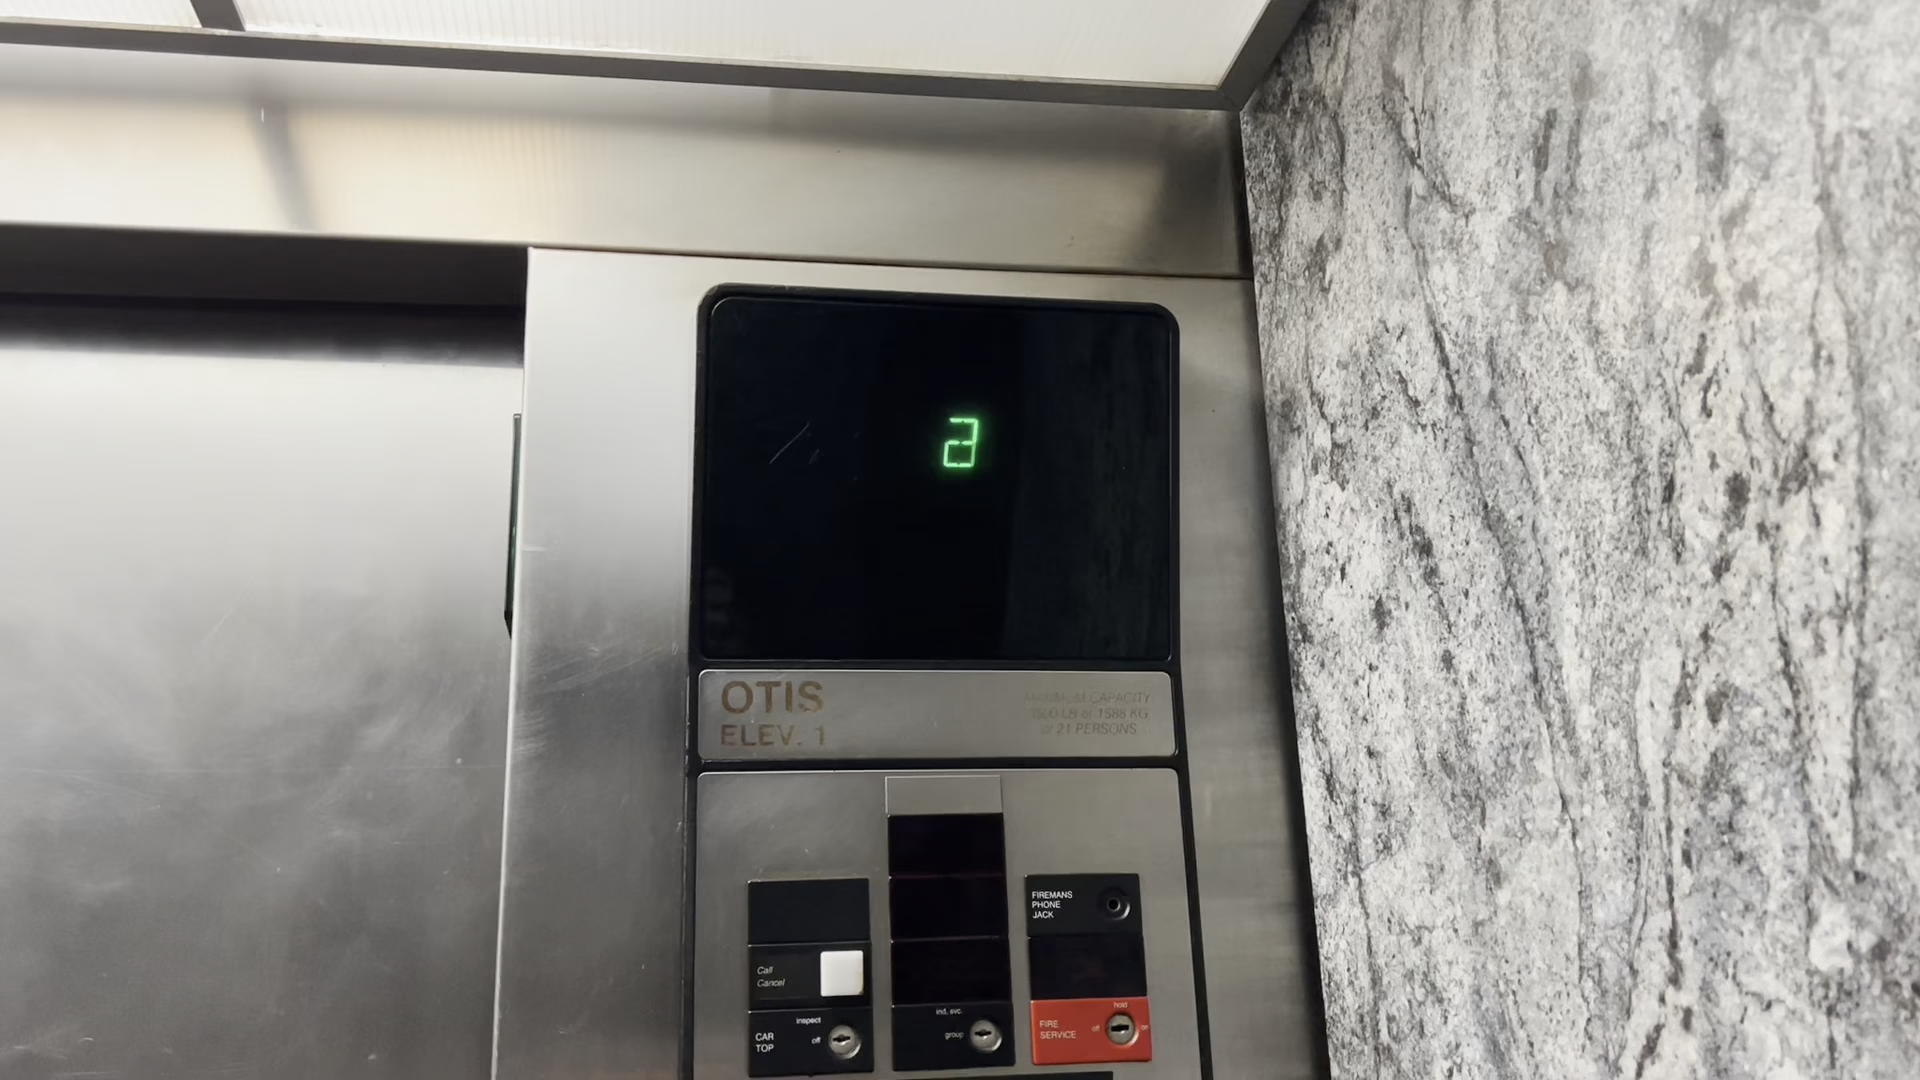 OTIS
ELEV. 1
MAXIMUM CAPACITY
LB or 1588 KG
or 21 PERSONS
FIREMANS
PHONE
JACK
Call
Cancel
inspect
CAR
TOP
off
ind. svc.
group
hold
FIRE
SERVICE
off
on